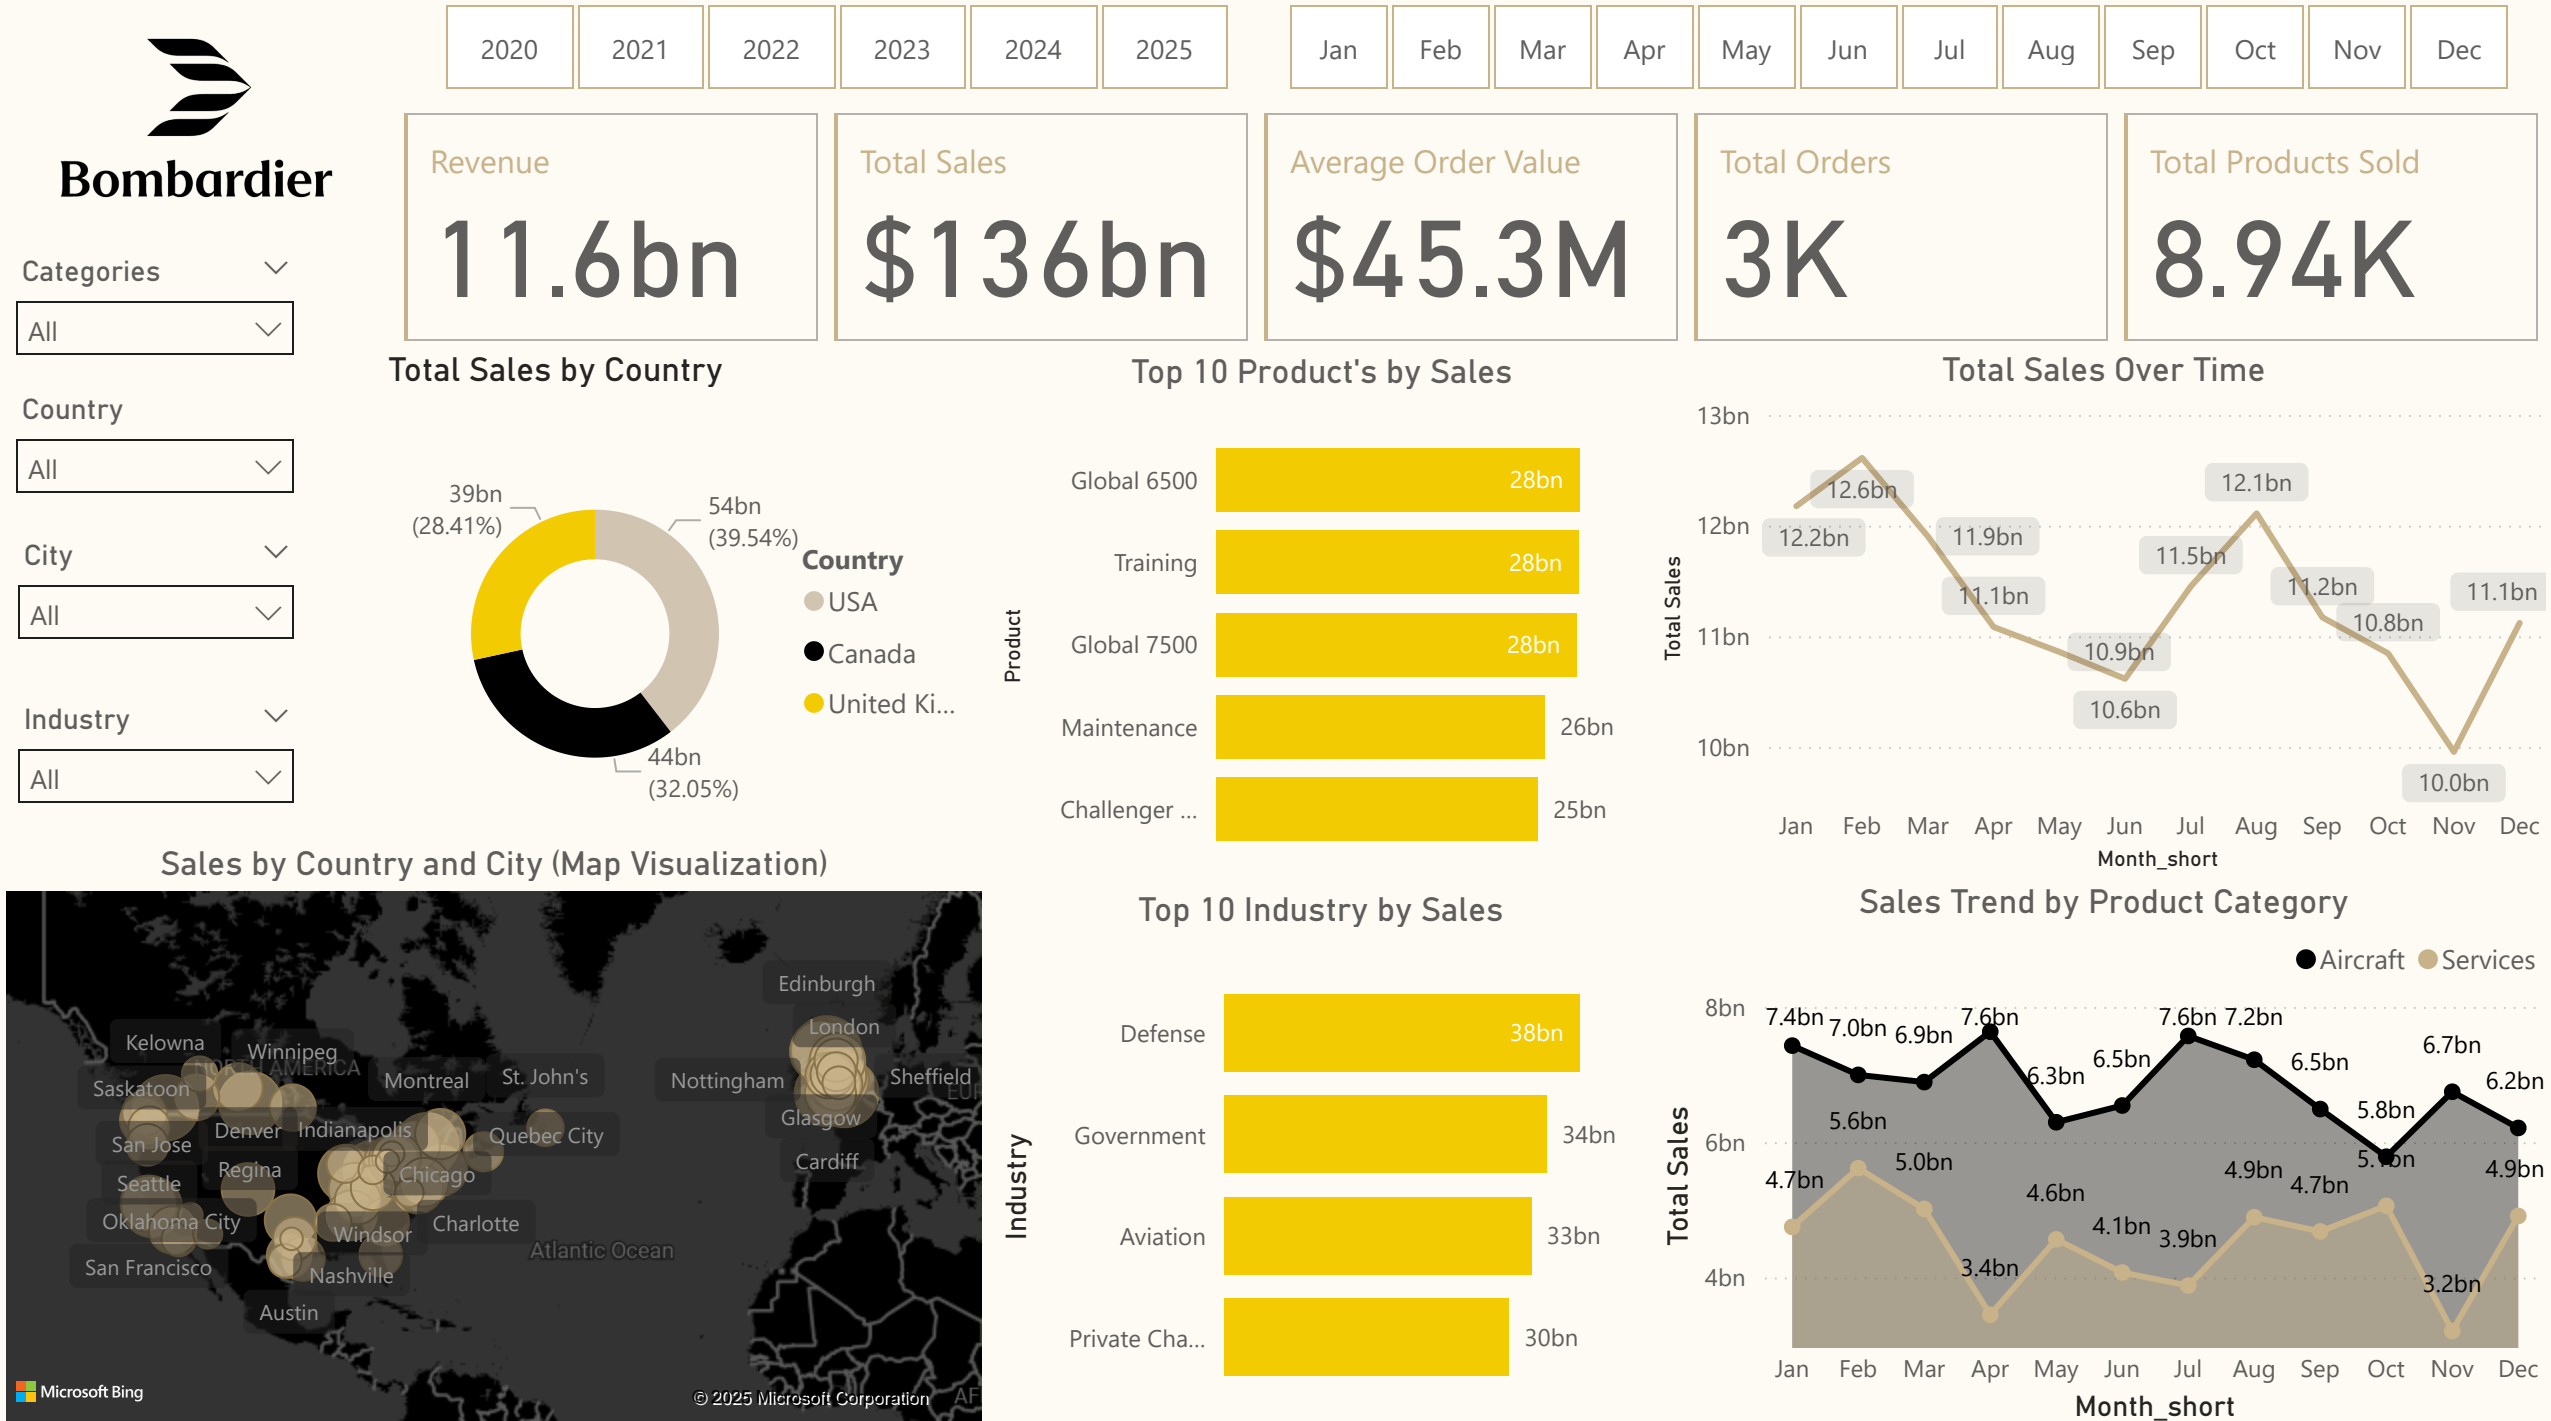 2020 2021 2022 2023 2024 2025 Jan Feb Mar Apr May Jun Jul Aug Sep Oct Nov Dec
Bombardier
Revenue
11.6bn
Total Sales
$136bn
Average Order Value
$45.3M
Total Orders
3K
Total Products Sold
8.94K
Categories
All
Country
All
City
All
Industry
All
Total Sales by Country
39bn
(28.41%)
54bn
(39.54%)
44bn
(32.05%)
Country
USA
Canada
United Ki...
Top 10 Product's by Sales
Product
Global 6500 28bn
Training 28bn
Global 7500 28bn
Maintenance 26bn
Challenger ... 25bn
Total Sales Over Time
Total Sales
13bn
12bn
11bn
10bn
12.2bn
12.6bn
11.9bn
11.1bn
10.9bn
10.6bn
11.5bn
12.1bn
11.2bn
10.8bn
10.0bn
11.1bn
Jan Feb Mar Apr May Jun Jul Aug Sep Oct Nov Dec
Month_short
Sales by Country and City (Map Visualization)
Edinburgh
London
Kelowna
Winnipeg
NORTH AMERICA
Saskatoon
Montreal
St. John's
Nottingham
Sheffield
Glasgow
San Jose
Denver
Indianapolis
Quebec City
Cardiff
Regina
Chicago
Seattle
Oklahoma City
Windsor
Charlotte
Atlantic Ocean
San Francisco
Nashville
Austin
Microsoft Bing
© 2025 Microsoft Corporation
AF
Top 10 Industry by Sales
Industry
Defense 38bn
Government 34bn
Aviation 33bn
Private Cha... 30bn
Sales Trend by Product Category
Aircraft Services
Total Sales
8bn
6bn
4bn
7.4bn 7.0bn 6.9bn 7.6bn 6.3bn 6.5bn 7.6bn 7.2bn 6.5bn 5.8bn 6.7bn 6.2bn
4.7bn 5.6bn 5.0bn 3.4bn 4.6bn 4.1bn 3.9bn 4.9bn 4.7bn 3.2bn 4.9bn
Jan Feb Mar Apr May Jun Jul Aug Sep Oct Nov Dec
Month_short